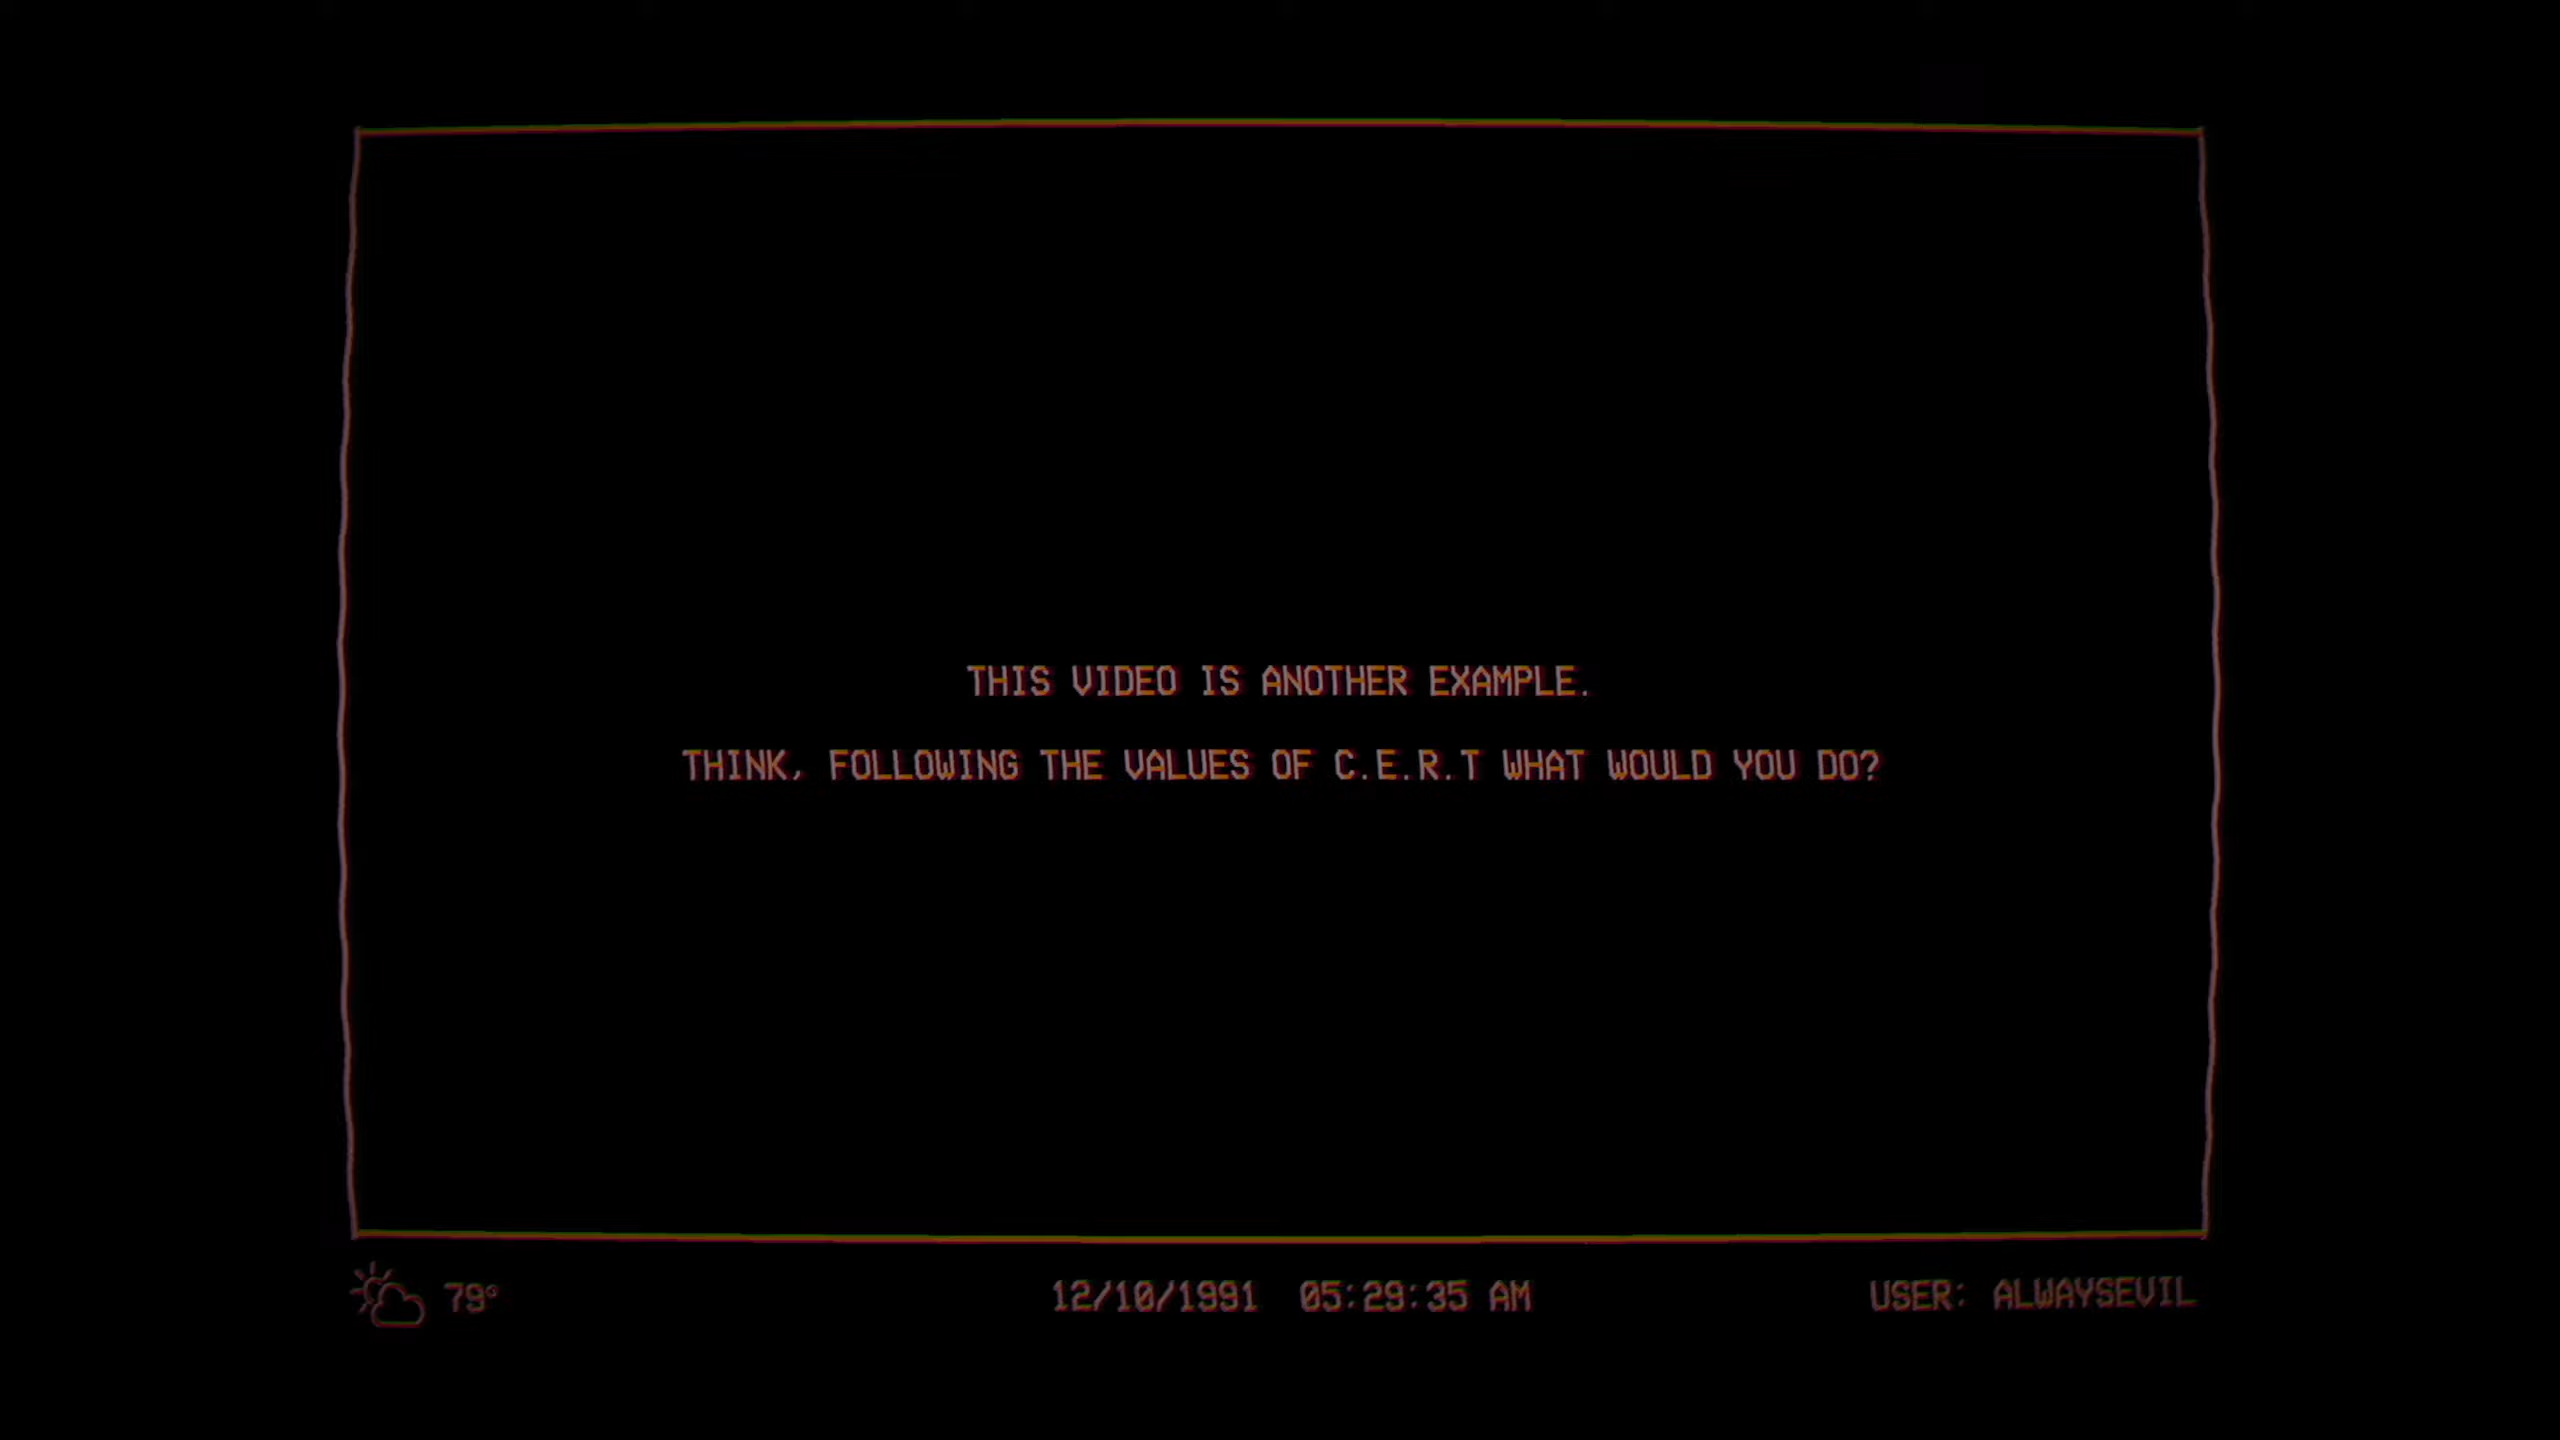 THIS VIDEO IS ANOTHER EXAMPLE.
THINK, FOLLOWING THE VALUES OF C.E.R.T WHAT WOULD YOU DO?
79° 12/10/1991 05:29:35 AM USER: ALWAYSEVIL